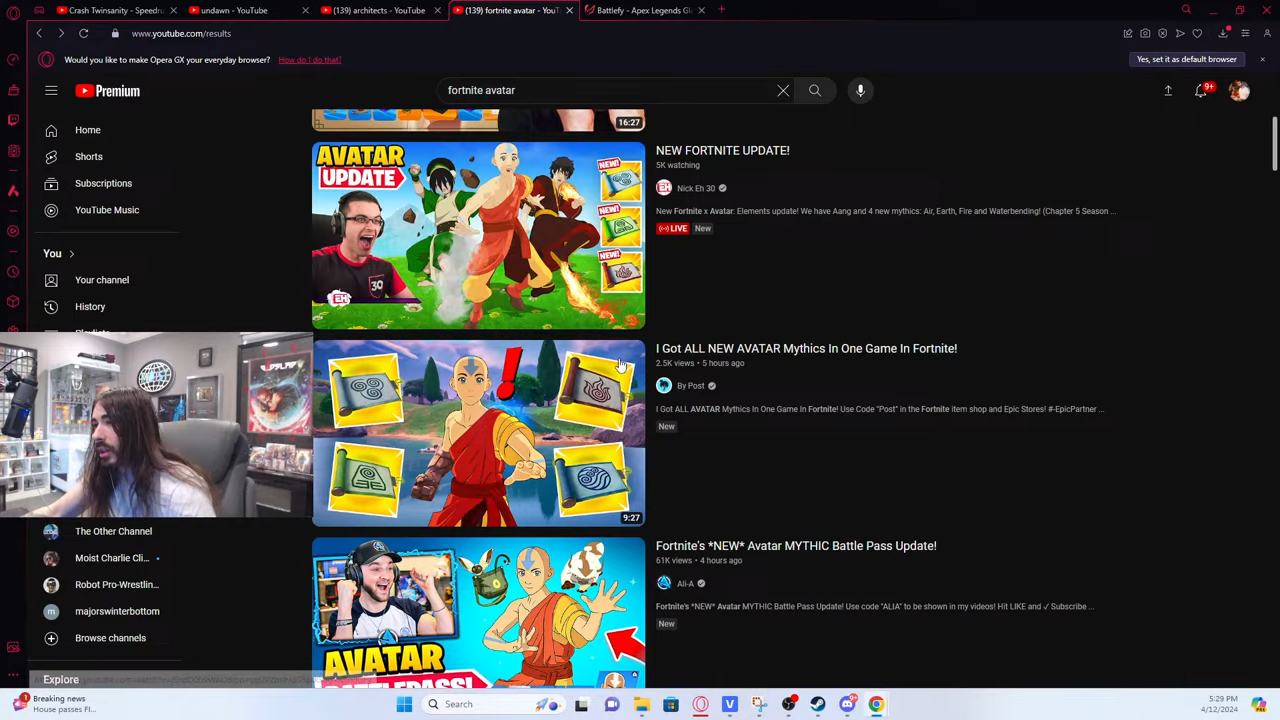 Crash Twinsanity - Speedru
undawn - YouTube
(139) architects - YouTube
(139) fortnite avatar - YouT
Battlefy - Apex Legends Gl
www.youtube.com/results
Would you like to make Opera GX your everyday browser? How do I do that?
Yes, set it as default browser
Premium
fortnite avatar
9+
Home
Shorts
Subscriptions
YouTube Music
You
Your channel
History
16:27
AVATAR
UPDATE
NEW!
NEW!
NEW!
30
EH
NEW FORTNITE UPDATE!
5K watching
EH Nick Eh 30
New Fortnite x Avatar: Elements update! We have Aang and 4 new mythics: Air, Earth, Fire and Waterbending! (Chapter 5 Season ...
LIVE New
9:27
I Got ALL NEW AVATAR Mythics In One Game In Fortnite!
2.5K views • 5 hours ago
By Post
I Got ALL AVATAR Mythics In One Game In Fortnite! Use Code "Post" in the Fortnite item shop and Epic Stores! #-EpicPartner ...
New
AVATAR
Fortnite's *NEW* Avatar MYTHIC Battle Pass Update!
61K views • 4 hours ago
Ali-A
Fortnite's *NEW* Avatar MYTHIC Battle Pass Update! Use code "ALIA" to be shown in my videos! Hit LIKE and ✓ Subscribe ...
New
The Other Channel
Moist Charlie Cli...
Robot Pro-Wrestlin...
majorswinterbottom
Browse channels
Explore
1
Breaking news
House passes FI...
Search
9+
5:29 PM
4/12/2024